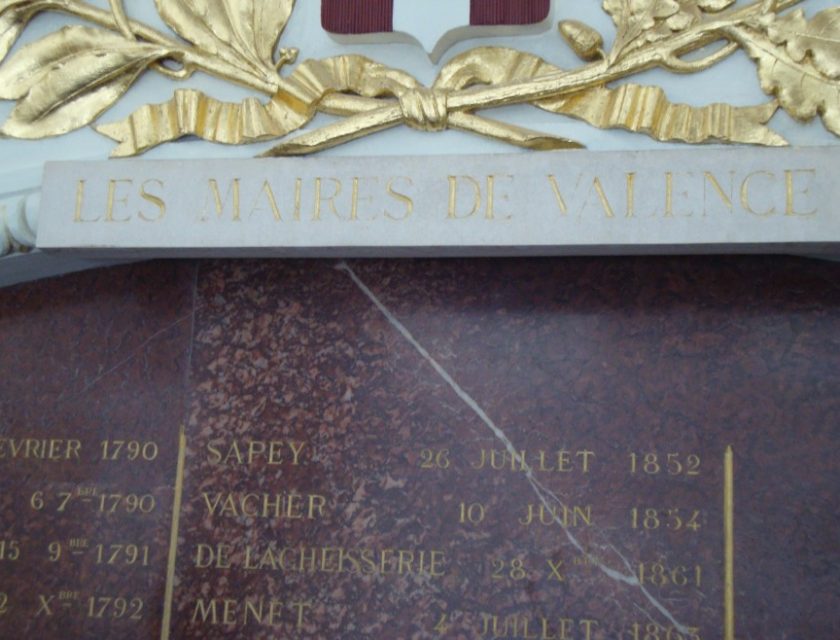 LES MAIRES DE VALENCE
EVRIER 1790 SAPEY 26 JUILLET 1852
6 7BRE 1790 VACHER 10 JUIN 1854
15 9BRE 1791 DE LACHEISSERIE 28 XBRE 1861
2 XBRE 1792 MENET 4 JUILLET 1865